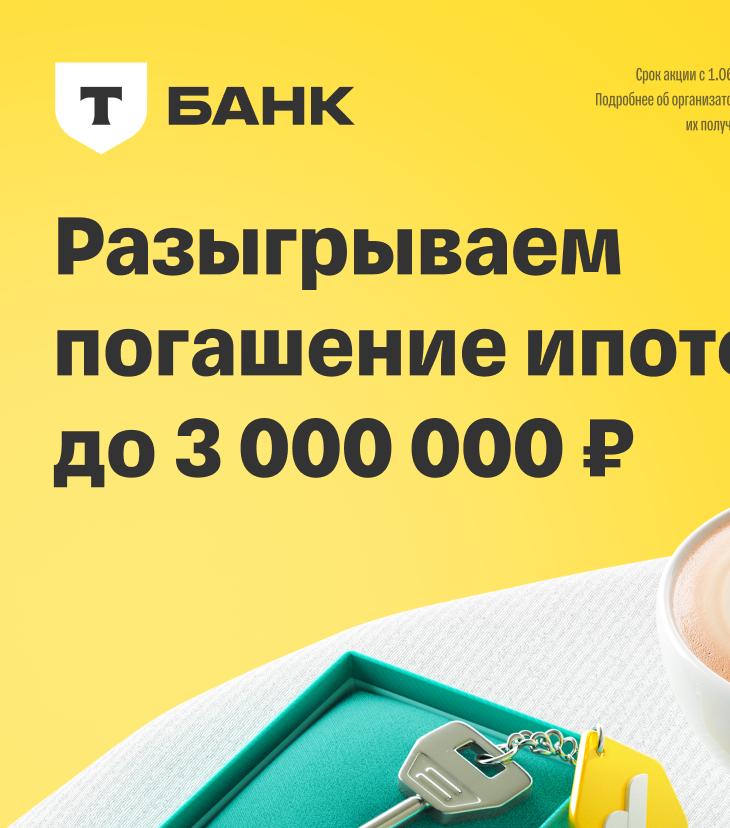 Т БАНК
Срок акции с 1.06
Подробнее об организато
их получ
Разыгрываем
погашение ипоте
до 3 000 000 ₽